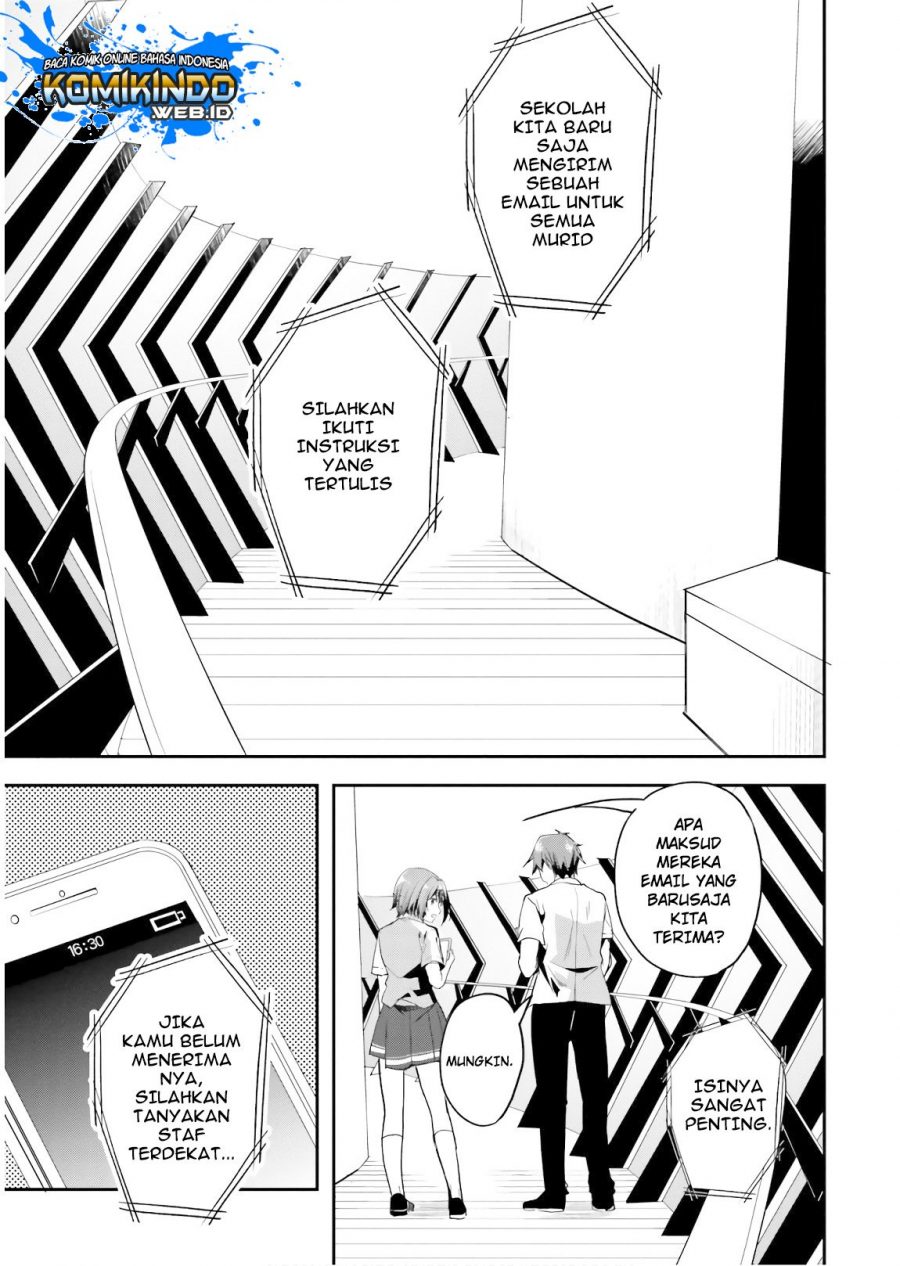 BACA KOMIK ONLINE BAHASA INDONESIA
KOMIKINDO
WEB.ID
SEKOLAH
KITA BARU
SAJA
MENGIRIM
SEBUAH
EMAIL UNTUK
SEMUA
MURID
SILAHKAN
IKUTI
INSTRUKSI
YANG
TERTULIS
APA
MAKSUD
MEREKA
EMAIL YANG
BARUSAJA
KITA
TERIMA?
MUNGKIN.
ISINYA
SANGAT
PENTING.
16:30
JIKA
KAMU BELUM
MENERIMA
NYA,
SILAHKAN
TANYAKAN
STAF
TERDEKAT...